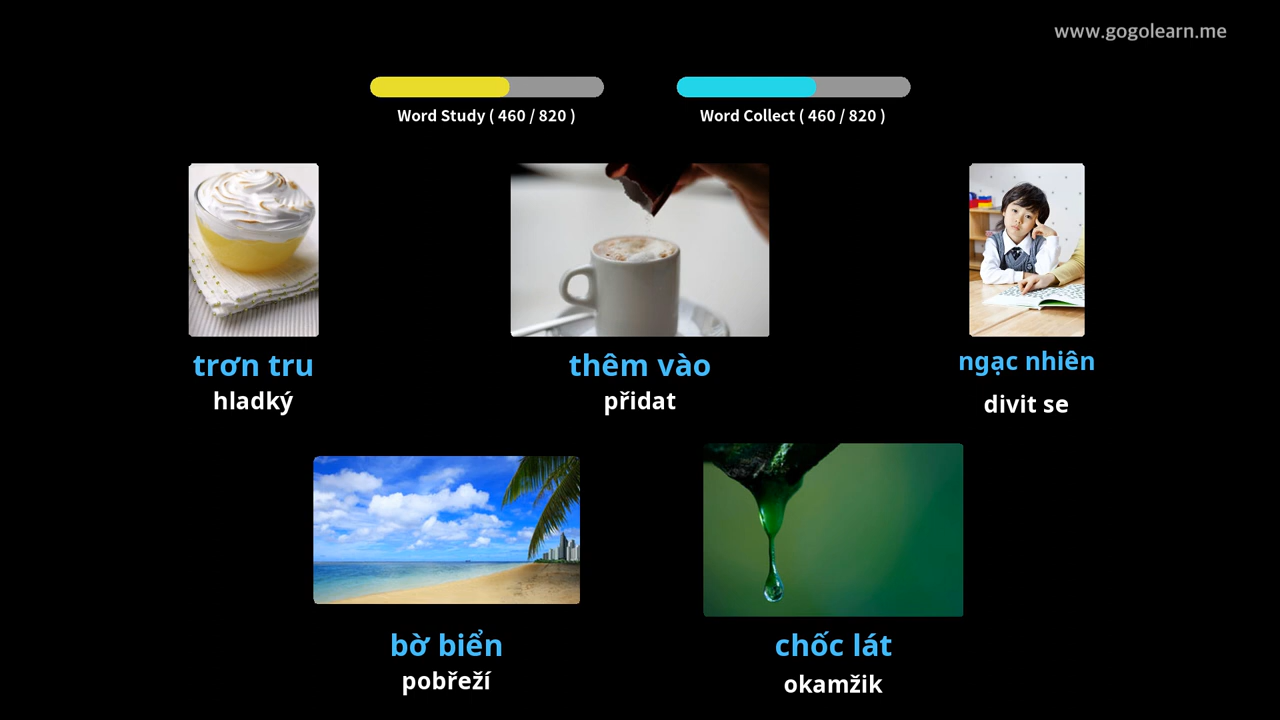 www.gogolearn.me
Word Study ( 460 / 820 )
Word Collect ( 460 / 820 )
trơn tru
hladký
thêm vào
přidat
ngạc nhiên
divit se
bờ biển
pobřeží
chốc lát
okamžik